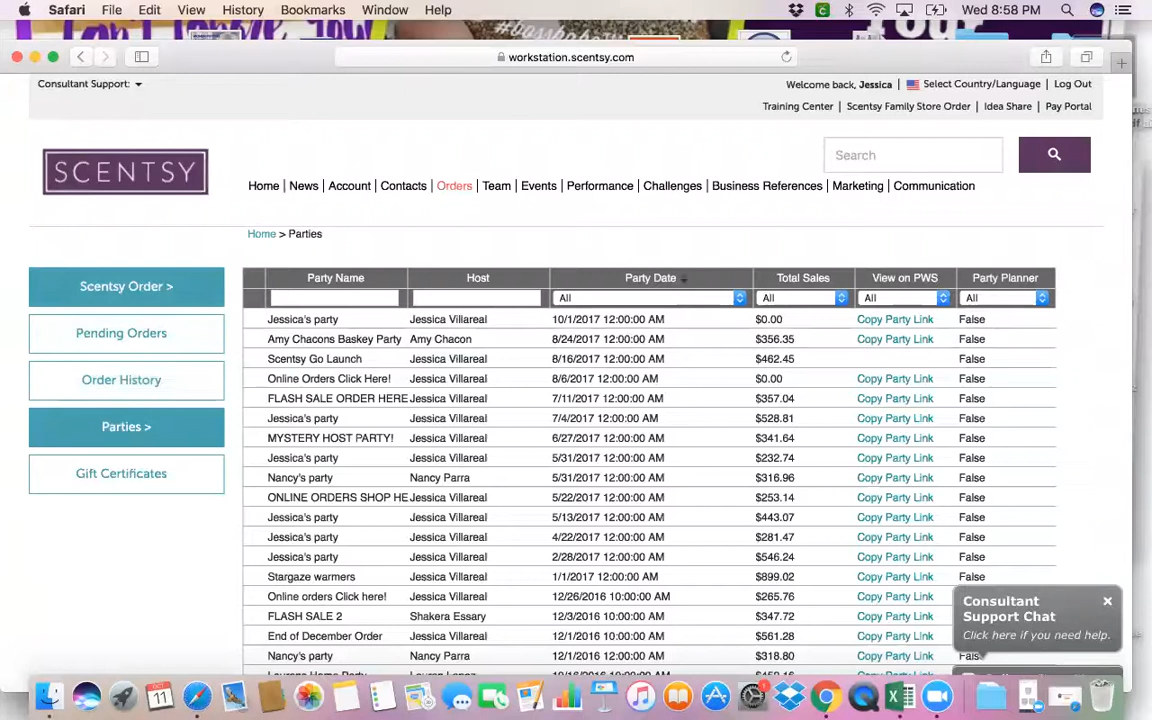 Safari File Edit View History Bookmarks Window Help Wed 8:58 PM
workstation.scentsy.com
Consultant Support: Welcome back, Jessica Select Country/Language Log Out
Training Center Scentsy Family Store Order Idea Share Pay Portal
SCENTSY
Search
Home News Account Contacts Orders Team Events Performance Challenges Business References Marketing Communication
Home > Parties
Scentsy Order >
Pending Orders
Order History
Parties >
Gift Certificates
Party Name Host Party Date Total Sales View on PWS Party Planner
All All All All
Jessica's party Jessica Villareal 10/1/2017 12:00:00 AM $0.00 Copy Party Link False
Amy Chacons Baskey Party Amy Chacon 8/24/2017 12:00:00 AM $356.35 Copy Party Link False
Scentsy Go Launch Jessica Villareal 8/16/2017 12:00:00 AM $462.45 False
Online Orders Click Here! Jessica Villareal 8/6/2017 12:00:00 AM $0.00 Copy Party Link False
FLASH SALE ORDER HERE Jessica Villareal 7/11/2017 12:00:00 AM $357.04 Copy Party Link False
Jessica's party Jessica Villareal 7/4/2017 12:00:00 AM $528.81 Copy Party Link False
MYSTERY HOST PARTY! Jessica Villareal 6/27/2017 12:00:00 AM $341.64 Copy Party Link False
Jessica's party Jessica Villareal 5/31/2017 12:00:00 AM $232.74 Copy Party Link False
Nancy's party Nancy Parra 5/31/2017 12:00:00 AM $316.96 Copy Party Link False
ONLINE ORDERS SHOP HE Jessica Villareal 5/22/2017 12:00:00 AM $253.14 Copy Party Link False
Jessica's party Jessica Villareal 5/13/2017 12:00:00 AM $443.07 Copy Party Link False
Jessica's party Jessica Villareal 4/22/2017 12:00:00 AM $281.47 Copy Party Link False
Jessica's party Jessica Villareal 2/28/2017 12:00:00 AM $546.24 Copy Party Link False
Stargaze warmers Jessica Villareal 1/1/2017 12:00:00 AM $899.02 Copy Party Link False
Online orders Click here! Jessica Villareal 12/26/2016 10:00:00 AM $265.76 Copy Party Link
FLASH SALE 2 Shakera Essary 12/3/2016 10:00:00 AM $347.72 Copy Party Link
End of December Order Jessica Villareal 12/1/2016 10:00:00 AM $561.28 Copy Party Link
Nancy's party Nancy Parra 12/1/2016 10:00:00 AM $318.80 Copy Party Link False
Consultant
Support Chat
Click here if you need help.
OCT
11